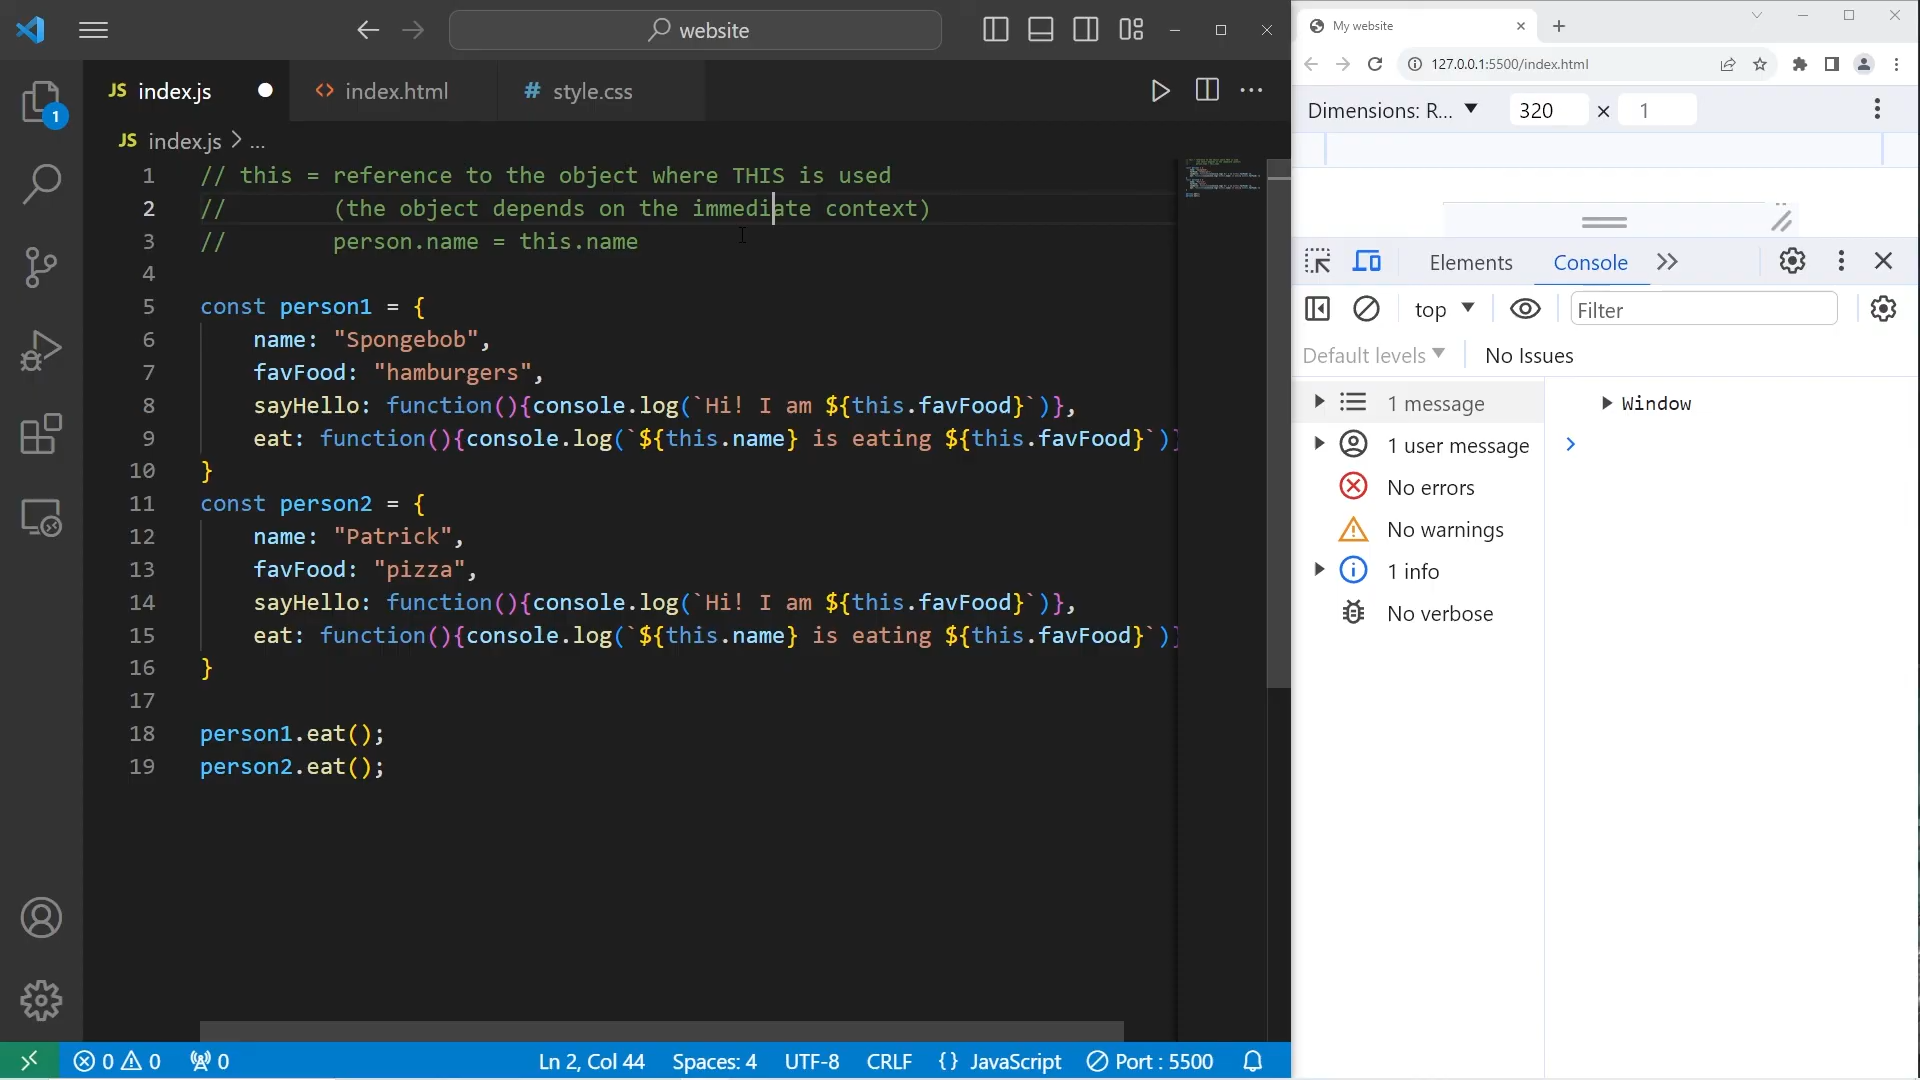 website
JS index.js
<> index.html
# style.css
JS index.js > ...
1 // this = reference to the object where THIS is used
2 //        (the object depends on the immediate context)
3 //        person.name = this.name
4
5 const person1 = {
6     name: "Spongebob",
7     favFood: "hamburgers",
8     sayHello: function(){console.log(`Hi! I am ${this.favFood}`)},
9     eat: function(){console.log(`${this.name} is eating ${this.favFood}`)}
10 }
11 const person2 = {
12     name: "Patrick",
13     favFood: "pizza",
14     sayHello: function(){console.log(`Hi! I am ${this.favFood}`)},
15     eat: function(){console.log(`${this.name} is eating ${this.favFood}`)}
16 }
17
18 person1.eat();
19 person2.eat();
1
0 0 0 Ln 2, Col 44 Spaces: 4 UTF-8 CRLF {} JavaScript Port : 5500
My website
127.0.0.1:5500/index.html
Dimensions: R... 320 × 1
Elements Console
top Filter
Default levels No Issues
1 message
1 user message
No errors
No warnings
1 info
No verbose
Window